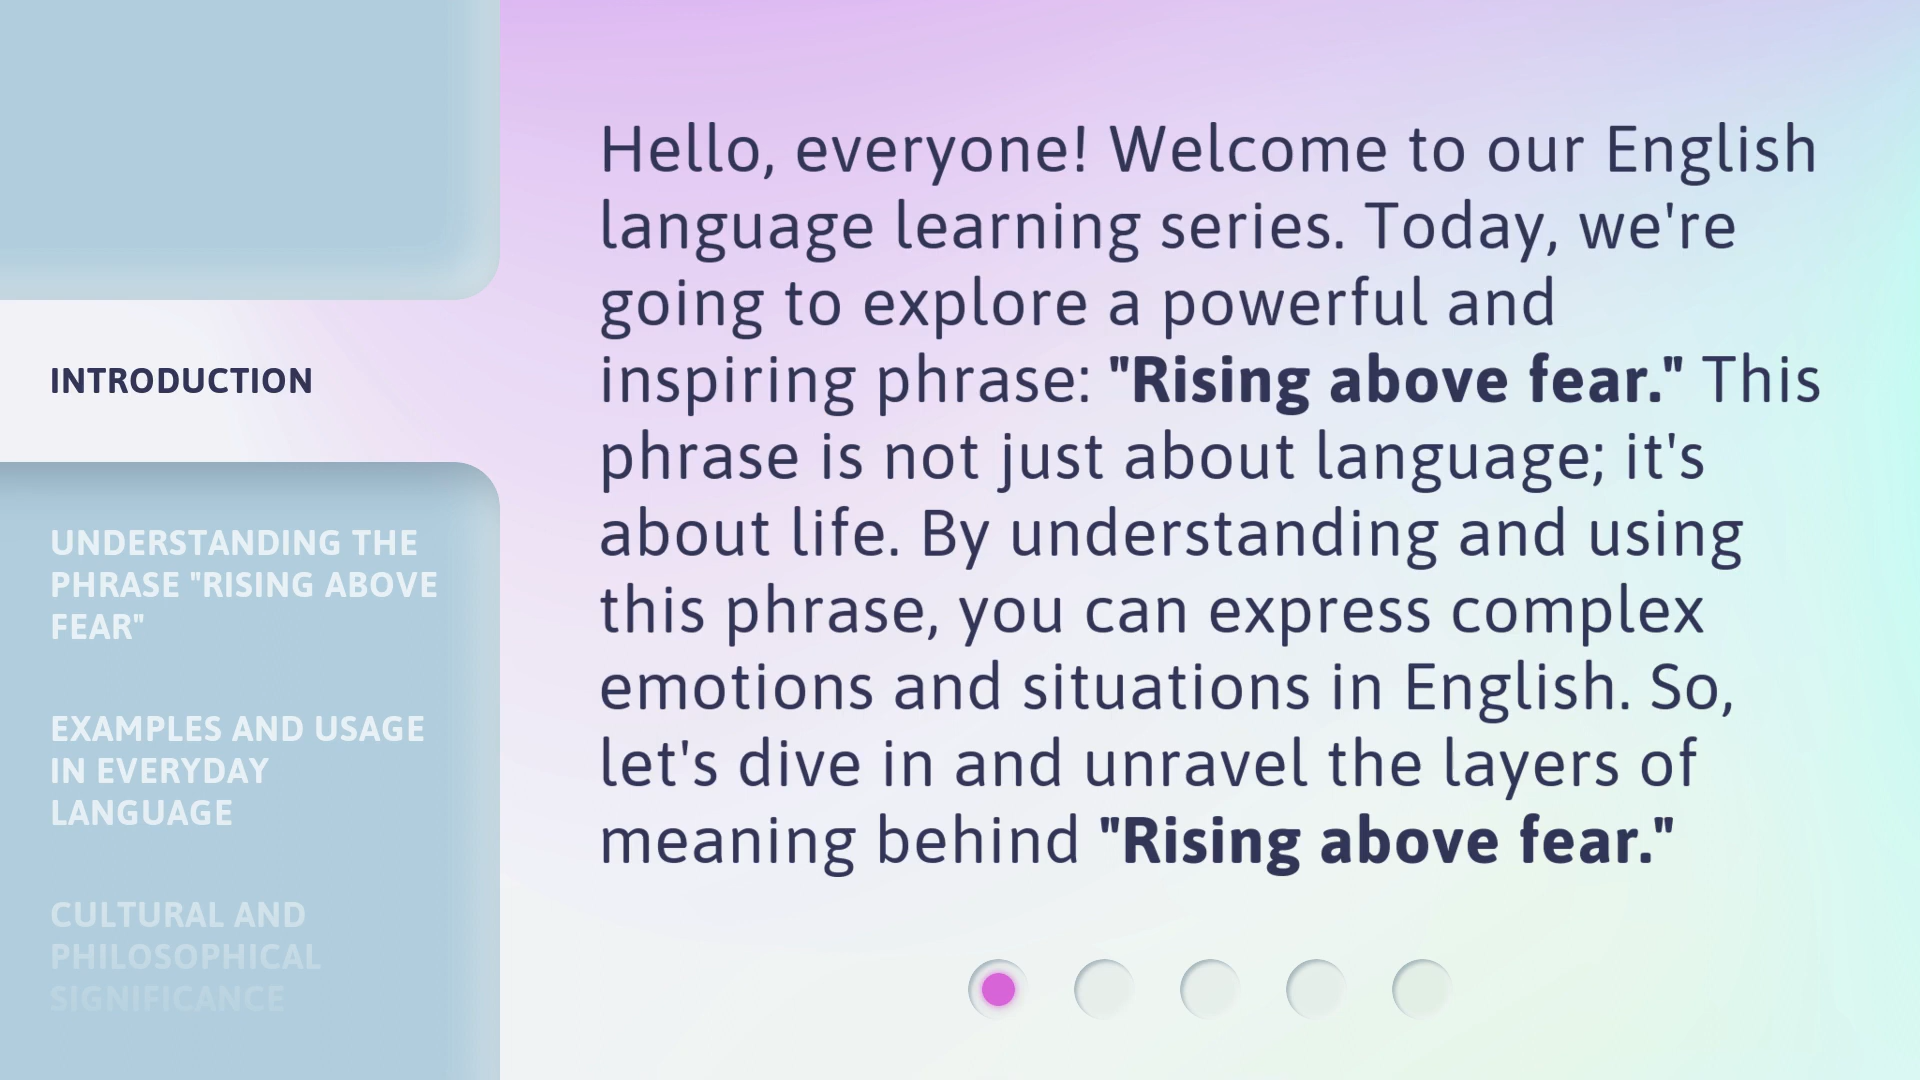 INTRODUCTION
UNDERSTANDING THE
PHRASE "RISING ABOVE
FEAR"
EXAMPLES AND USAGE
IN EVERYDAY
LANGUAGE
CULTURAL AND
PHILOSOPHICAL
SIGNIFICANCE
Hello, everyone! Welcome to our English
language learning series. Today, we're
going to explore a powerful and
inspiring phrase: "Rising above fear." This
phrase is not just about language; it's
about life. By understanding and using
this phrase, you can express complex
emotions and situations in English. So,
let's dive in and unravel the layers of
meaning behind "Rising above fear."